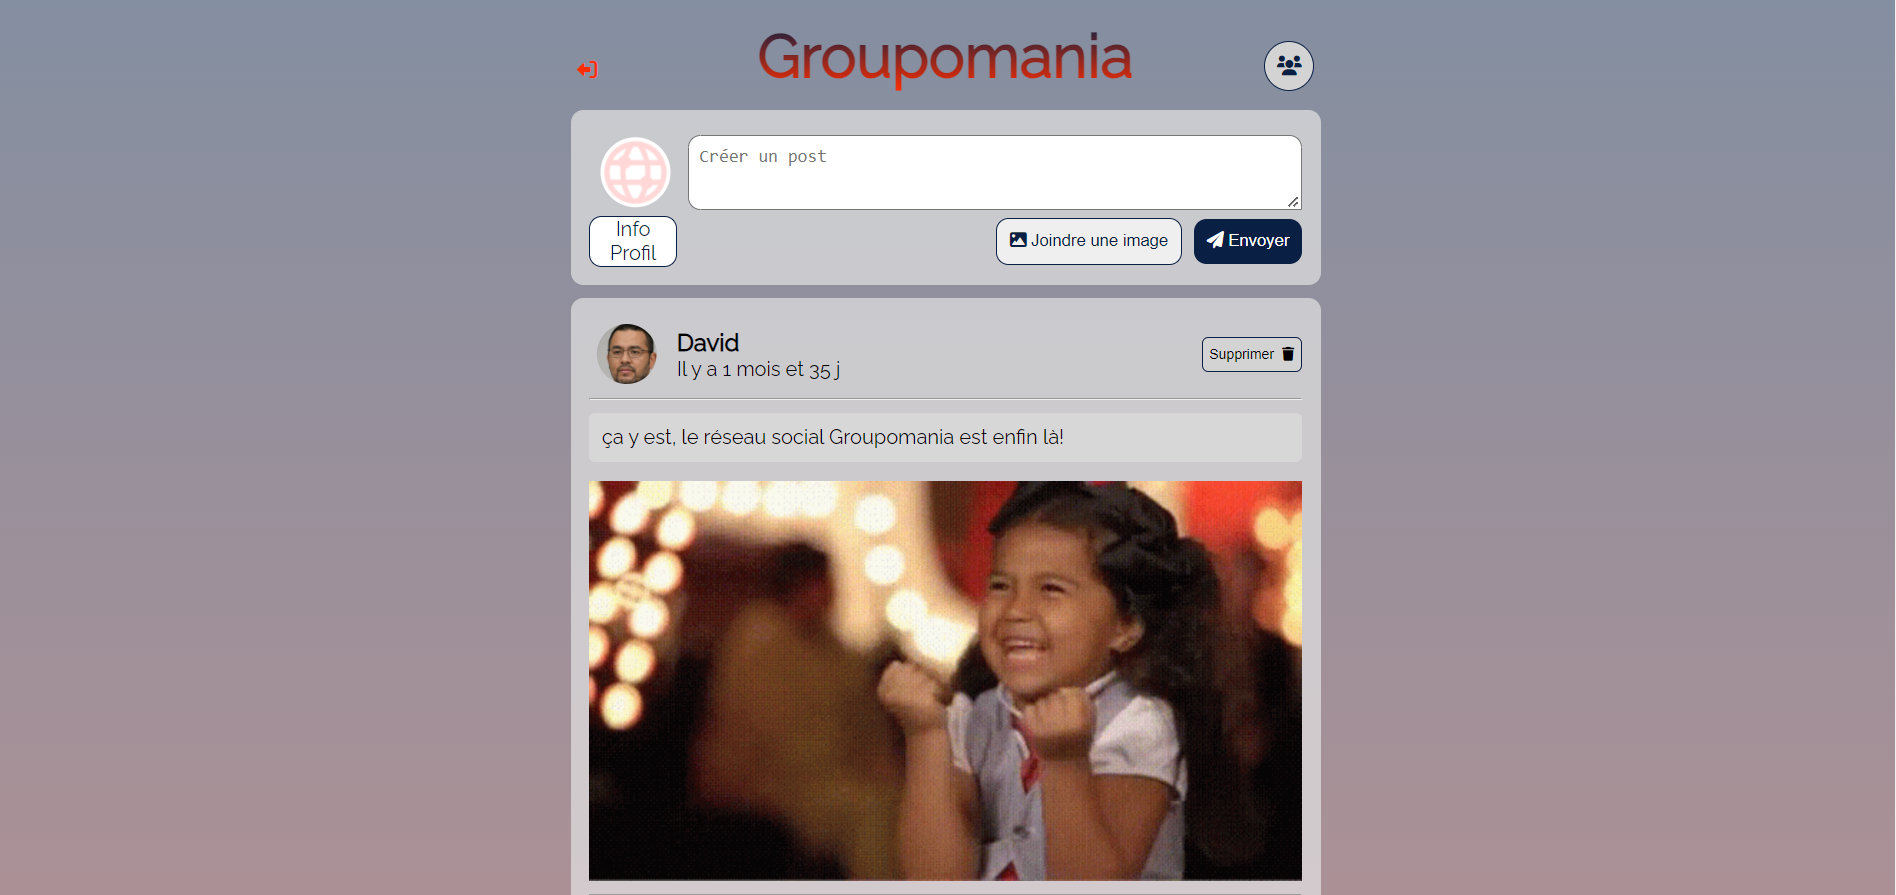 Groupomania
Créer un post
Info
Profil
Joindre une image
Envoyer
David
Il y a 1 mois et 35 j
Supprimer
ça y est, le réseau social Groupomania est enfin là!